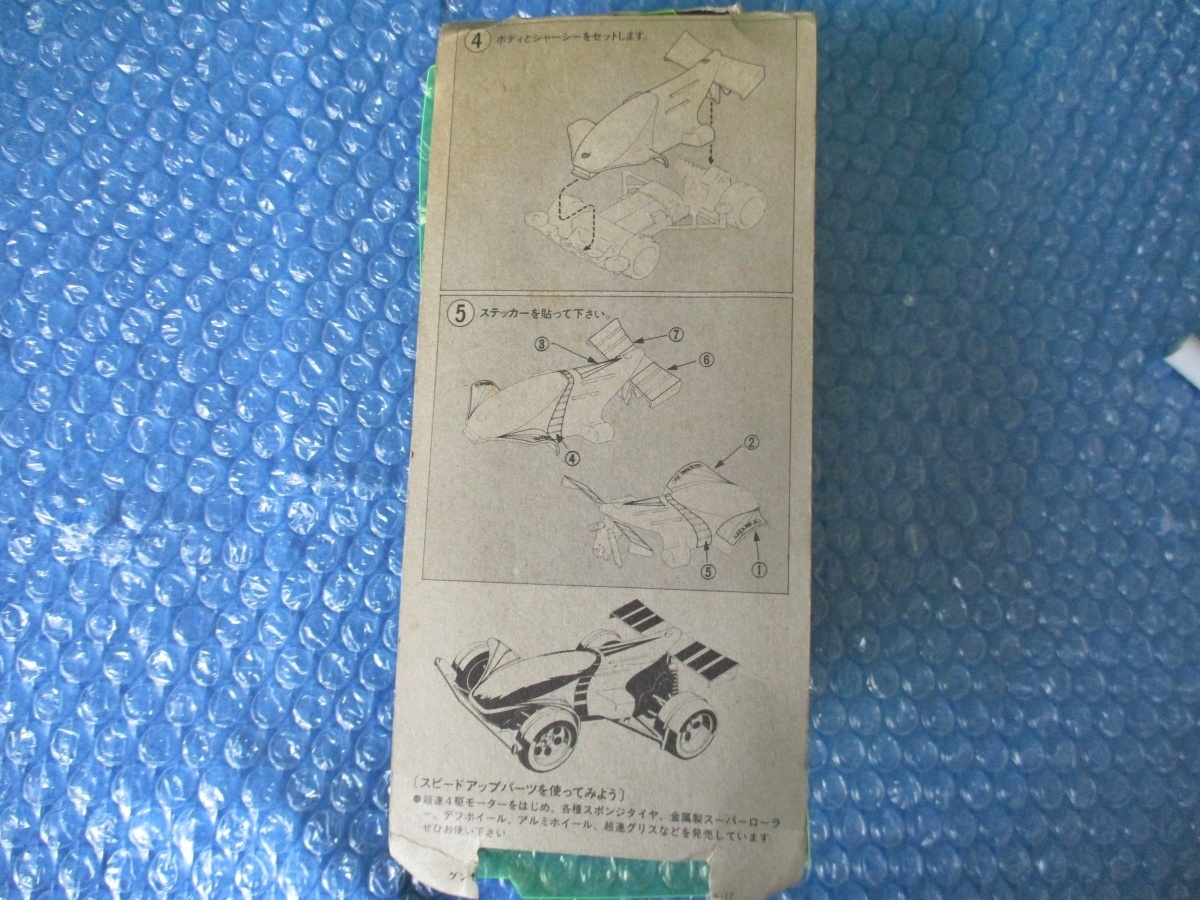 ④ ボディとシャーシーをセットします。
⑤ ステッカーを貼って下さい。
③
⑦
⑥
④
②
⑤
①
〔スピードアップパーツを使ってみよう〕
●超速4駆モーターをはじめ、各種スポンジタイヤ、金属製スーパーローラ
ー、デフホイール、アルミホイール、超速グリスなどを発売しています。
ぜひお使い下さい